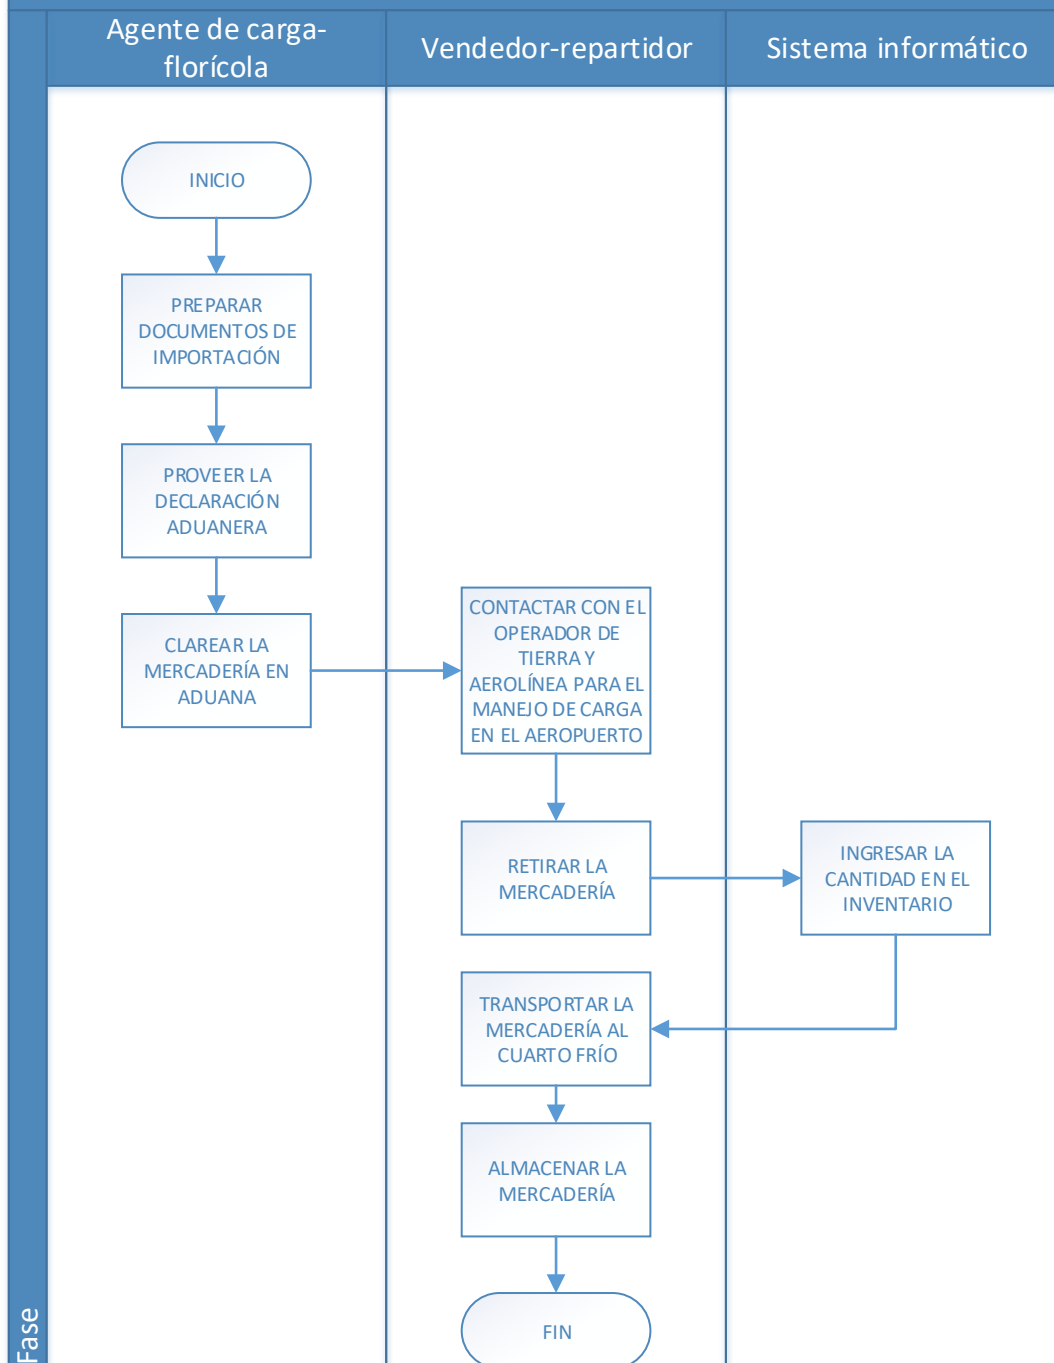 Agente de carga-
florícola
Vendedor-repartidor
Sistema informático
INICIO
PREPARAR
DOCUMENTOS DE
IMPORTACIÓN
PROVEER LA
DECLARACIÓN
ADUANERA
CLAREAR LA
MERCADERÍA EN
ADUANA
CONTACTAR CON EL
OPERADOR DE
TIERRA Y
AEROLÍNEA PARA EL
MANEJO DE CARGA
EN EL AEROPUERTO
RETIRAR LA
MERCADERÍA
INGRESAR LA
CANTIDAD EN EL
INVENTARIO
TRANSPORTAR LA
MERCADERÍA AL
CUARTO FRÍO
ALMACENAR LA
MERCADERÍA
FIN
Fase